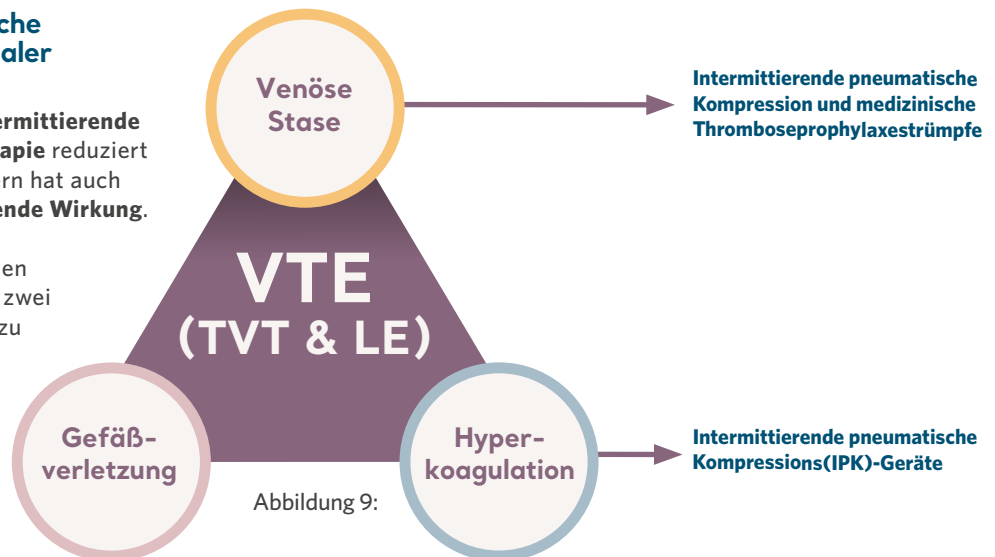 che
aler
ermittierende
apie reduziert
ern hat auch
ende Wirkung.
en
zwei
zu
Venöse
Stase
Intermittierende pneumatische
Kompression und medizinische
Thromboseprophylaxestrümpfe
VTE
(TVT & LE)
Gefäß-
verletzung
Hyper-
koagulation
Intermittierende pneumatische
Kompressions(IPK)-Geräte
Abbildung 9: